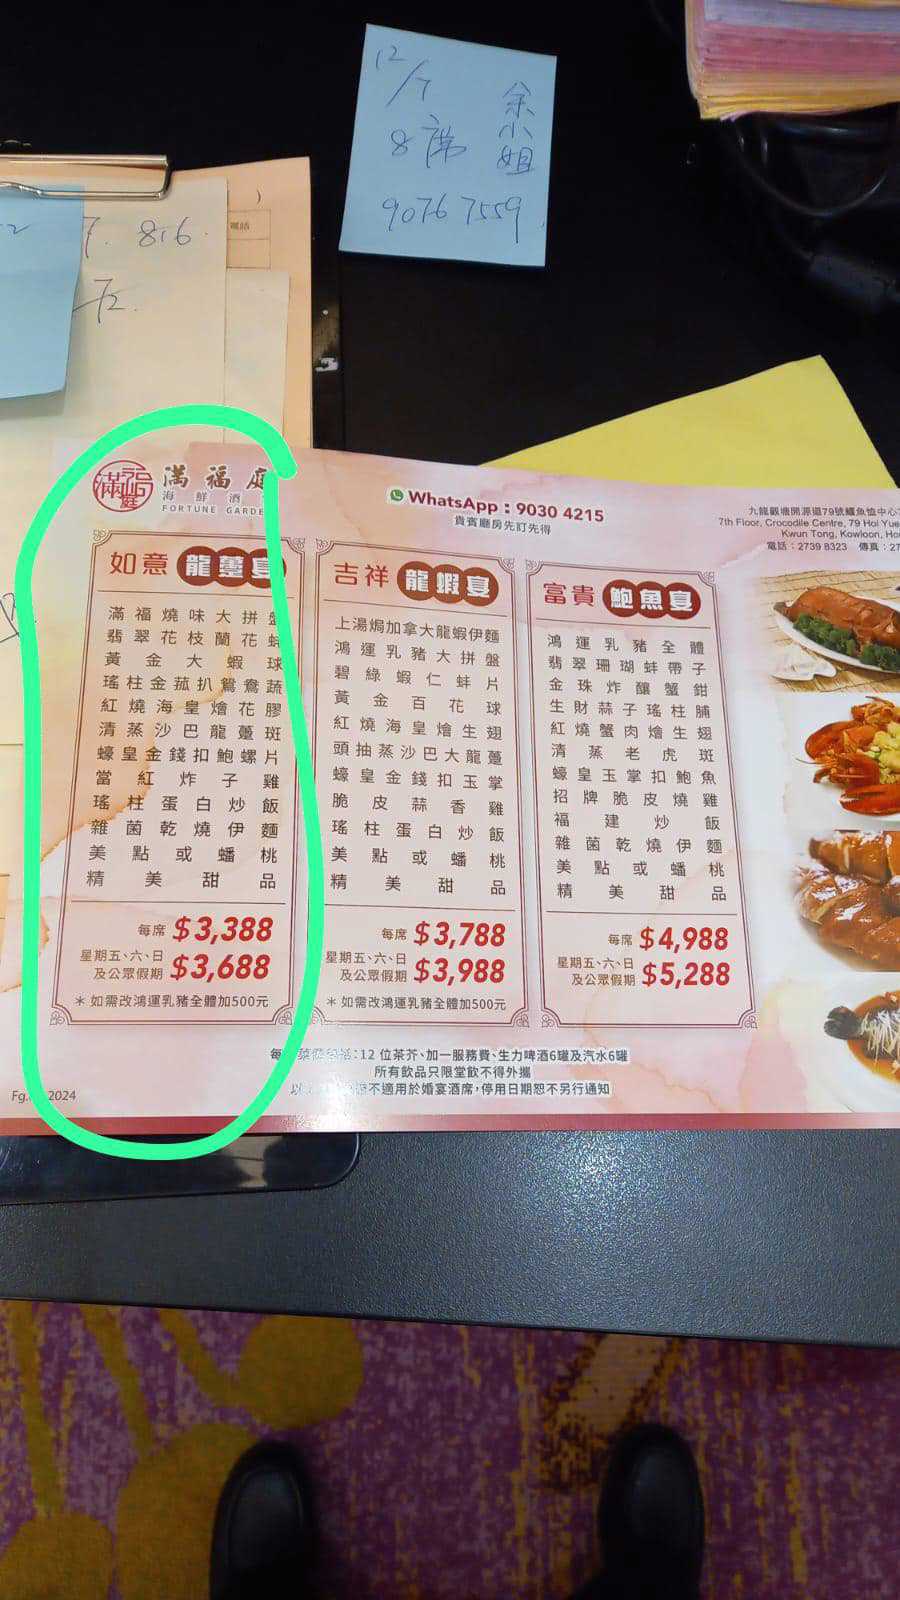 12/7
8席
余小姐
9076 7559
電話
7. 816
滿福庭
海鮮酒
FORTUNE GARDE
WhatsApp：9030 4215
貴賓廳房先訂先得
九龍觀塘開源道79號鱷魚恤中心7
7th Floor, Crocodile Centre, 79 Hoi Yue
Kwun Tong, Kowloon, Ho
電話：2739 8323 傳真：27
如意 龍躉宴
滿福燒味大拼盤
翡翠花枝蘭花蚌
黃金大蝦球
瑤柱金菰扒鴛鴦蔬
紅燒海皇燴花膠
清蒸沙巴龍躉斑
蠔皇金錢扣鮑螺片
當紅炸子雞
瑤柱蛋白炒飯
雜菌乾燒伊麵
美點或蟠桃
精美甜品
每席 $3,388
星期五、六、日
及公眾假期 $3,688
＊如需改鴻運乳豬全體加500元
吉祥 龍蝦宴
上湯焗加拿大龍蝦伊麵
鴻運乳豬大拼盤
碧綠蝦仁蚌片
黃金百花球
紅燒海皇燴生翅
頭抽蒸沙巴大龍躉
蠔皇金錢扣玉掌
脆皮蒜香雞
瑤柱蛋白炒飯
美點或蟠桃
精美甜品
每席 $3,788
星期五、六、日
及公眾假期 $3,988
＊如需改鴻運乳豬全體加500元
富貴 鮑魚宴
鴻運乳豬全體
翡翠珊瑚蚌帶子
金珠炸釀蟹鉗
生財蒜子瑤柱脯
紅燒蟹肉燴生翅
清蒸老虎斑
蠔皇玉掌扣鮑魚
招牌脆皮燒雞
福建炒飯
雜菌乾燒伊麵
美點或蟠桃
精美甜品
每席 $4,988
星期五、六、日
及公眾假期 $5,288
每 菜 ：12 位茶芥、加一服務費、生力啤酒6罐及汽水6罐
所有飲品只限堂飲不得外攜
以 不適用於婚宴酒席，停用日期恕不另行通知
Fg. 2024